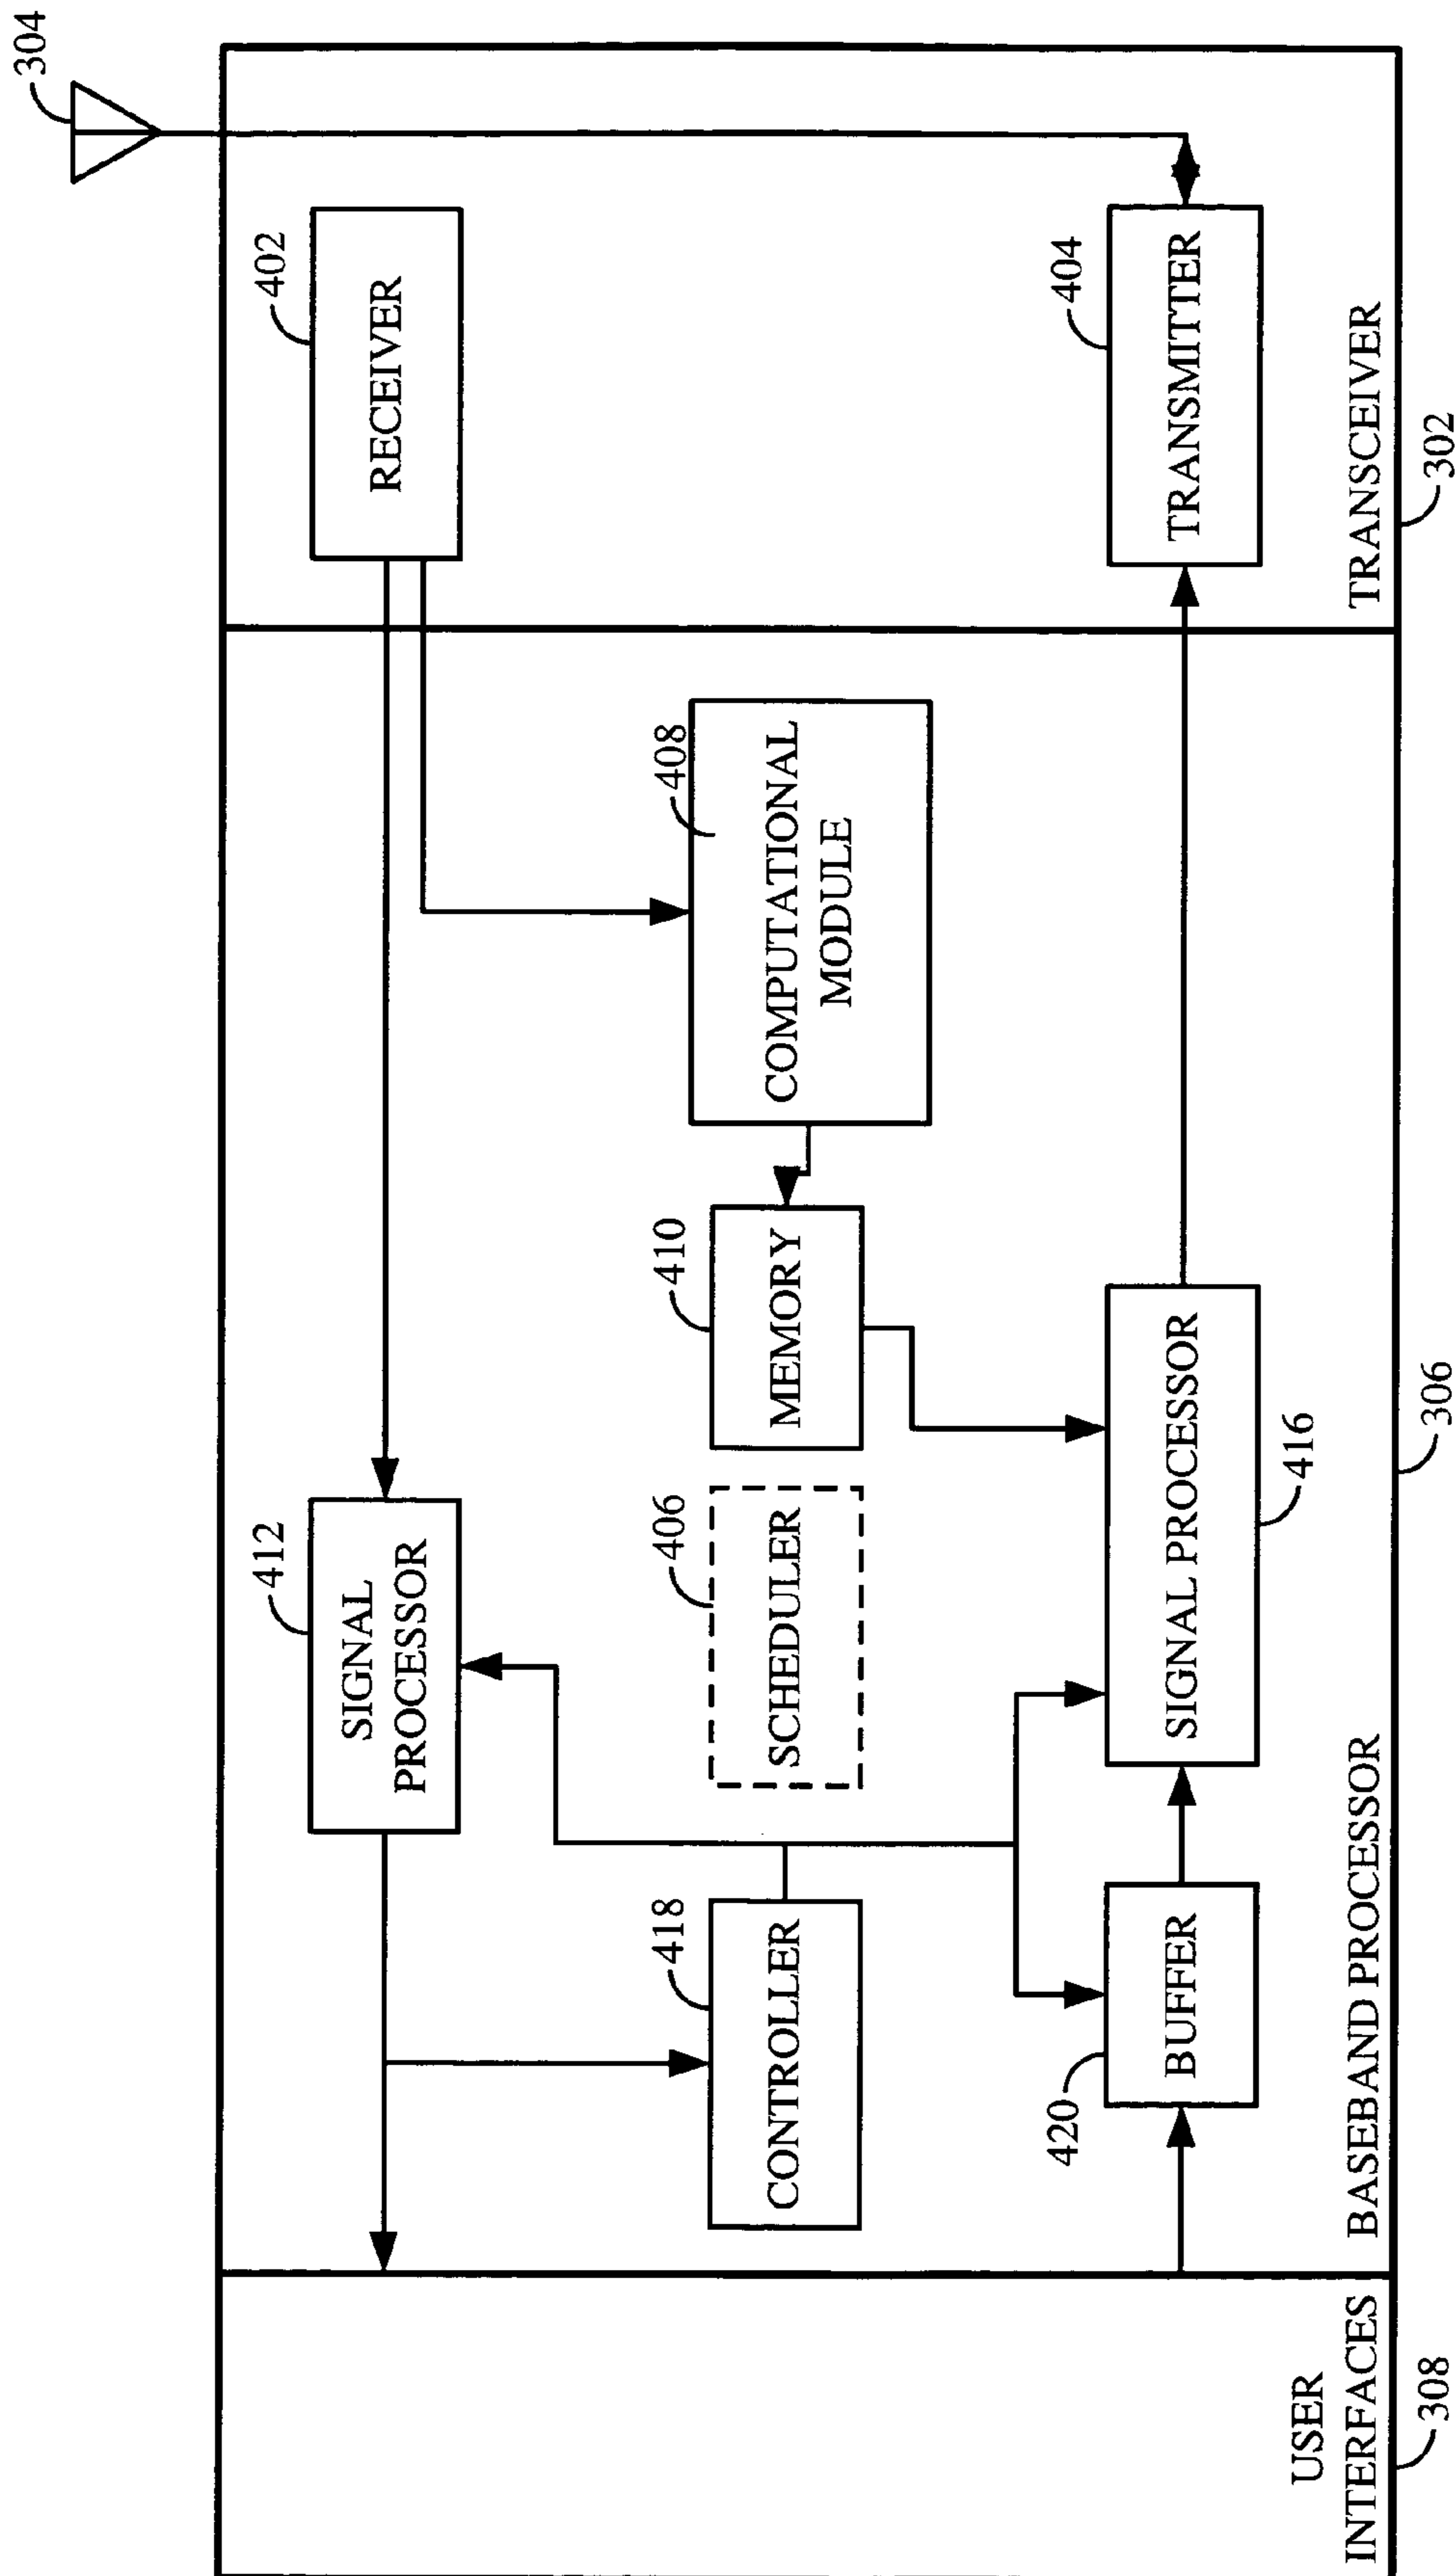 304
402
RECEIVER
404
TRANSMITTER
TRANSCEIVER
302
408
COMPUTATIONAL
MODULE
410
MEMORY
412
SIGNAL
PROCESSOR
406
SCHEDULER
SIGNAL PROCESSOR
416
418
CONTROLLER
420
BUFFER
BASEBAND PROCESSOR
306
USER
INTERFACES
308